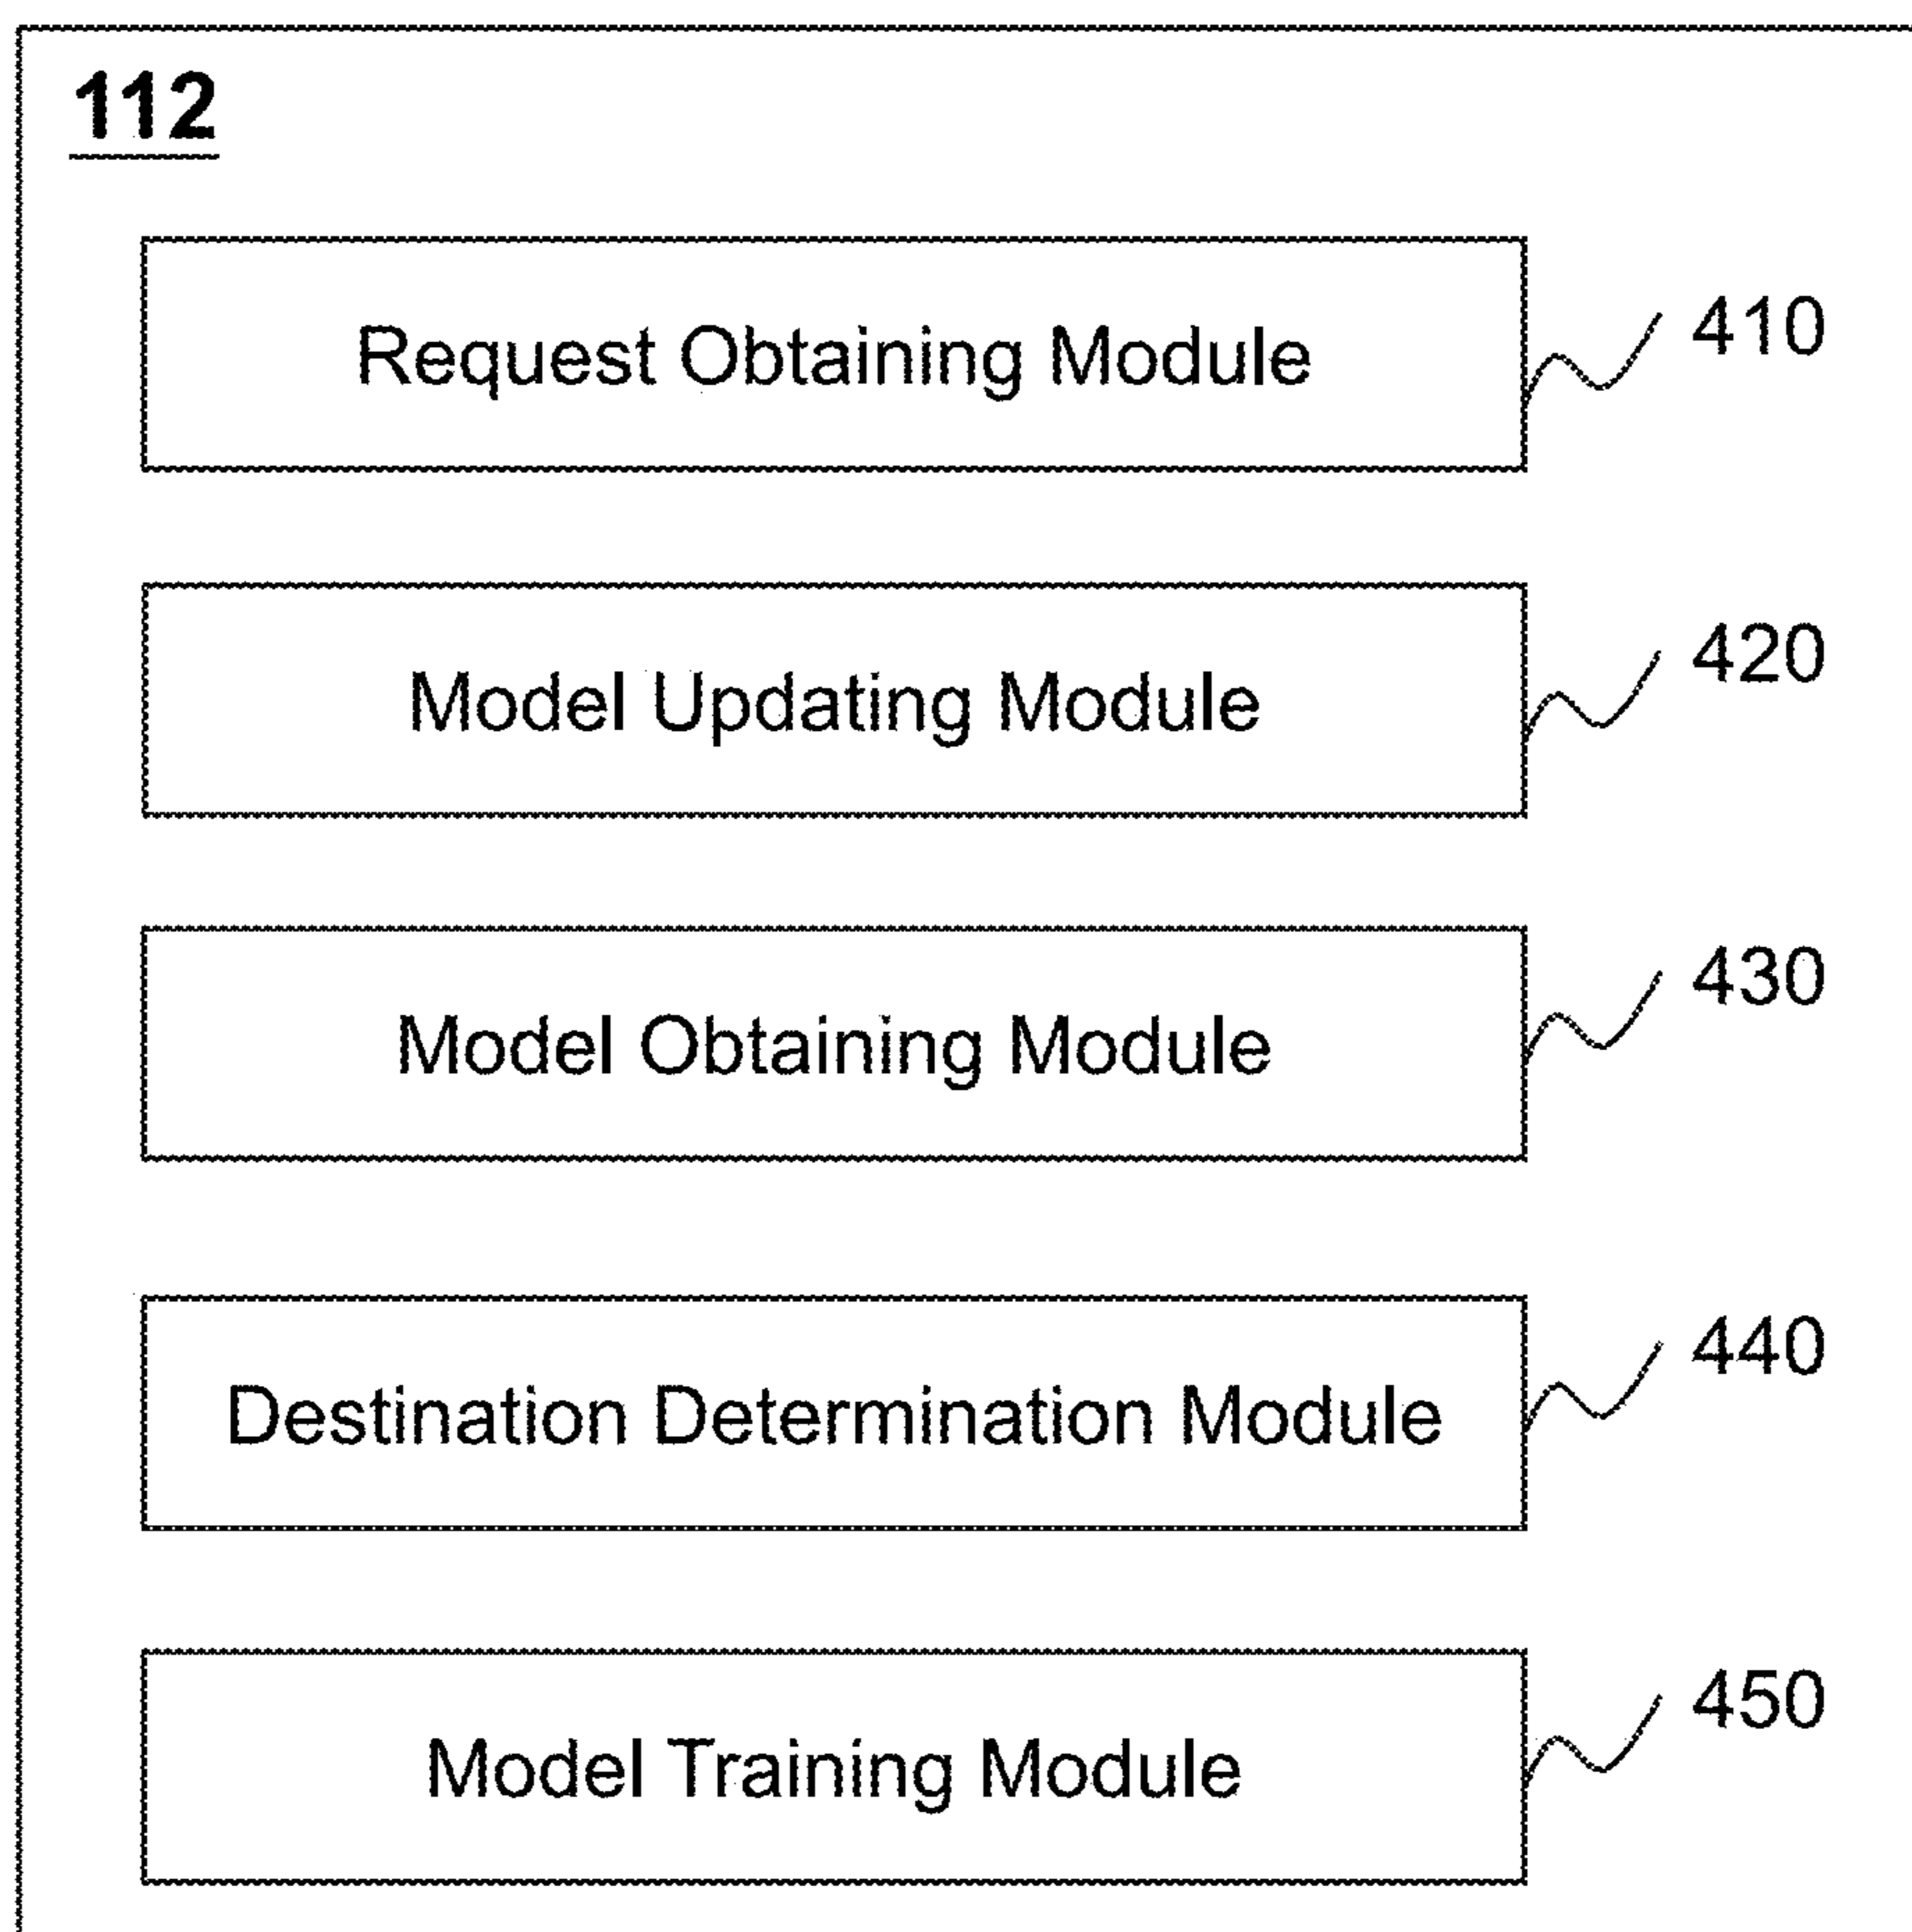 112
Request Obtaining Module
410
Model Updating Module
420
Model Obtaining Module
430
Destination Determination Module
440
Model Training Module
450